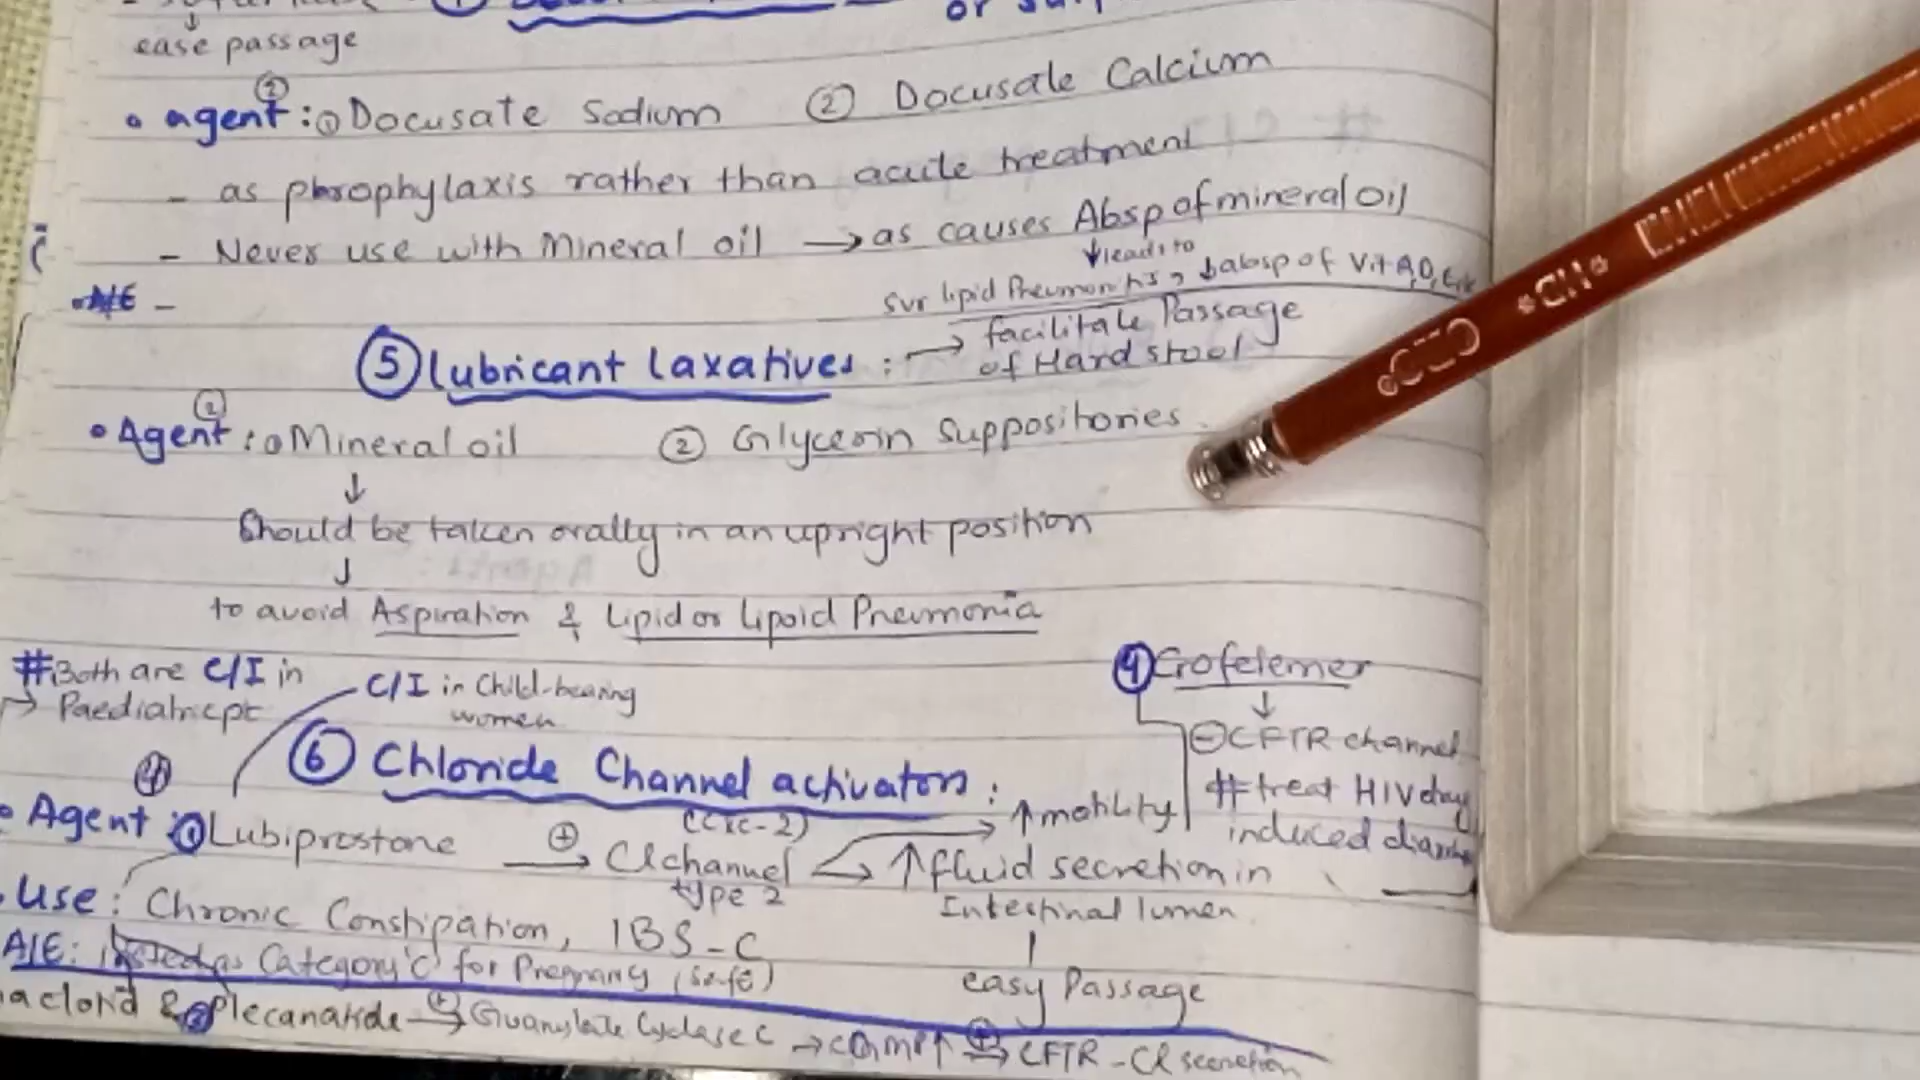 ease passage
or
② 
• agent : ① Docusate Sodium ② Docusate Calcium
- as prophylaxis rather than acute treatment
- Never use with Mineral oil → as causes Absp of mineral oil
↓ leads to
lipid Pneumonitis, ↓ absp of Vit A, D, E, K
• A/E -
⑤ lubricant laxatives : → facilitate Passage
of Hard stool
②
• Agent : ① Mineral oil ② Glycerin Suppositories
↓
Should be taken orally in an upright position
↓
to avoid Aspiration & Lipid or Lipoid Pneumonia
# Both are C/I in
→ Paediatric pt
C/I in Child-bearing
women
④ Crofelemer
↓
⊖ CFTR channel
# treat HIV drug
induced
⑥ Chloride Channel activators :
④
• Agent : ① Lubiprostone ⊕→ Cl channel
(ClC-2)
type 2
↑ motility
↑ fluid secretion in
Intestinal lumen
|
easy Passage
• Use : Chronic Constipation, IBS-C
A/E: Category 'C' for Pregnancy (safe)
& ② Plecanatide ⊕→ Guanylate Cyclase C → cGMP↑ ⊕→ CFTR - Cl secretion